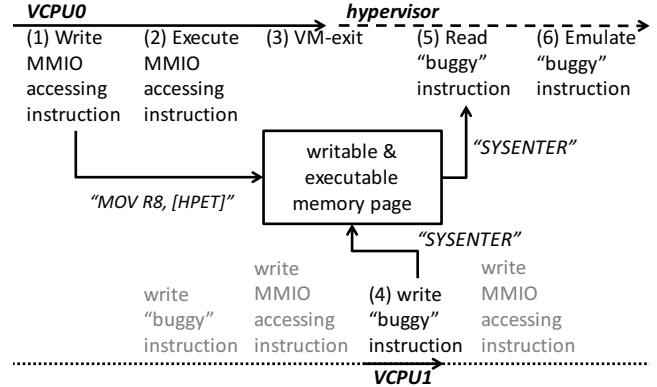 VCPU0
hypervisor
(1) Write
MMIO
accessing
instruction
(2) Execute
MMIO
accessing
instruction
(3) VM-exit
(5) Read
“buggy”
instruction
(6) Emulate
“buggy”
instruction
“SYSENTER”
writable &
executable
memory page
“MOV R8, [HPET]”
“SYSENTER”
write
“buggy”
instruction
write
MMIO
accessing
instruction
(4) write
“buggy”
instruction
write
MMIO
accessing
instruction
VCPU1